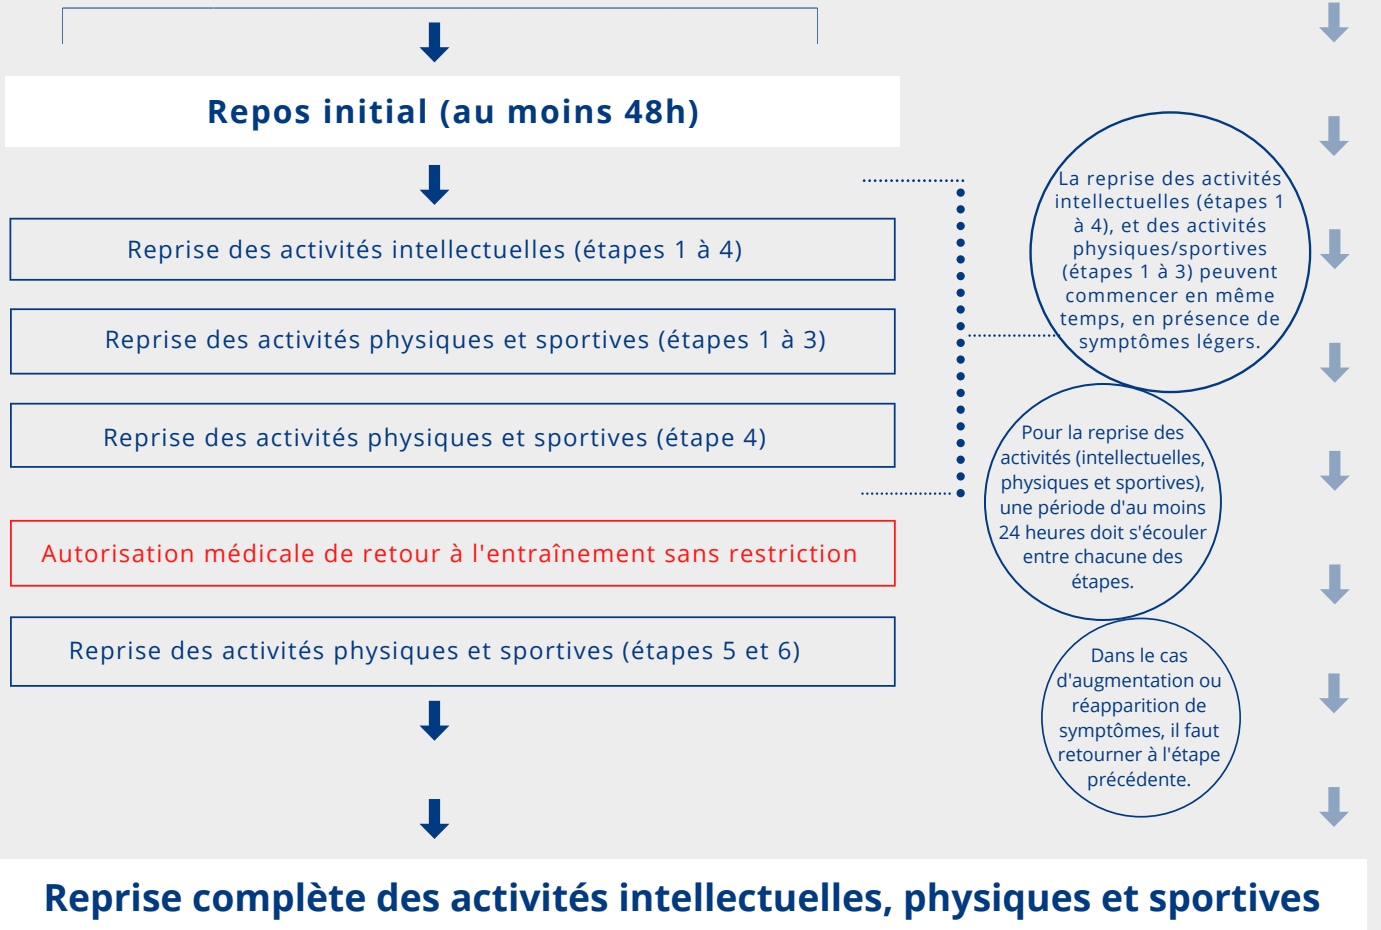 Repos initial (au moins 48h)
Reprise des activités intellectuelles (étapes 1 à 4)
Reprise des activités physiques et sportives (étapes 1 à 3)
Reprise des activités physiques et sportives (étape 4)
Autorisation médicale de retour à l'entraînement sans restriction
Reprise des activités physiques et sportives (étapes 5 et 6)
La reprise des activités
intellectuelles (étapes 1
à 4), et des activités
physiques/sportives
(étapes 1 à 3) peuvent
commencer en même
temps, en présence de
symptômes légers.
Pour la reprise des
activités (intellectuelles,
physiques et sportives),
une période d'au moins
24 heures doit s'écouler
entre chacune des
étapes.
Dans le cas
d'augmentation ou
réapparition de
symptômes, il faut
retourner à l'étape
précédente.
Reprise complète des activités intellectuelles, physiques et sportives